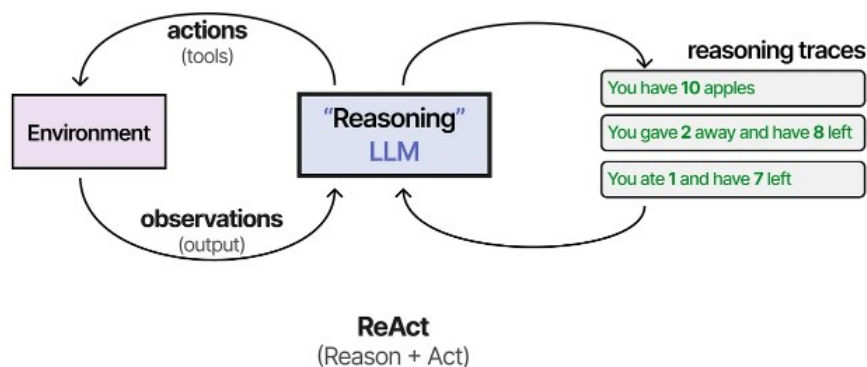 actions
(tools)
reasoning traces
You have 10 apples
Environment
"Reasoning"
LLM
You gave 2 away and have 8 left
You ate 1 and have 7 left
observations
(output)
ReAct
(Reason + Act)